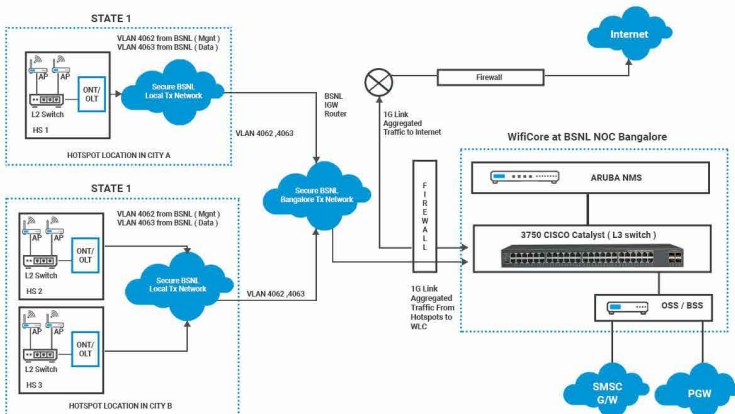 STATE 1
VLAN 4062 from BSNL ( Mgnt )
VLAN 4063 from BSNL ( Data )
AP
AP
ONT/
OLT
L2 Switch
HS 1
Secure BSNL
Local Tx Network
HOTSPOT LOCATION IN CITY A
VLAN 4062 ,4063
STATE 1
VLAN 4062 from BSNL ( Mgnt )
VLAN 4063 from BSNL ( Data )
AP
AP
ONT/
OLT
L2 Switch
HS 2
Secure BSNL
Local Tx Network
VLAN 4062 ,4063
AP
AP
ONT/
OLT
L2 Switch
HS 3
HOTSPOT LOCATION IN CITY B
BSNL
IGW
Router
Secure BSNL
Bangalore Tx Network
Internet
Firewall
1G Link
Aggregated
Traffic to Internet
FIREWALL
1G Link
Aggregated
Traffic From
Hotspots to
WLC
WifiCore at BSNL NOC Bangalore
ARUBA NMS
3750 CISCO Catalyst ( L3 switch )
OSS / BSS
SMSC
G/W
PGW